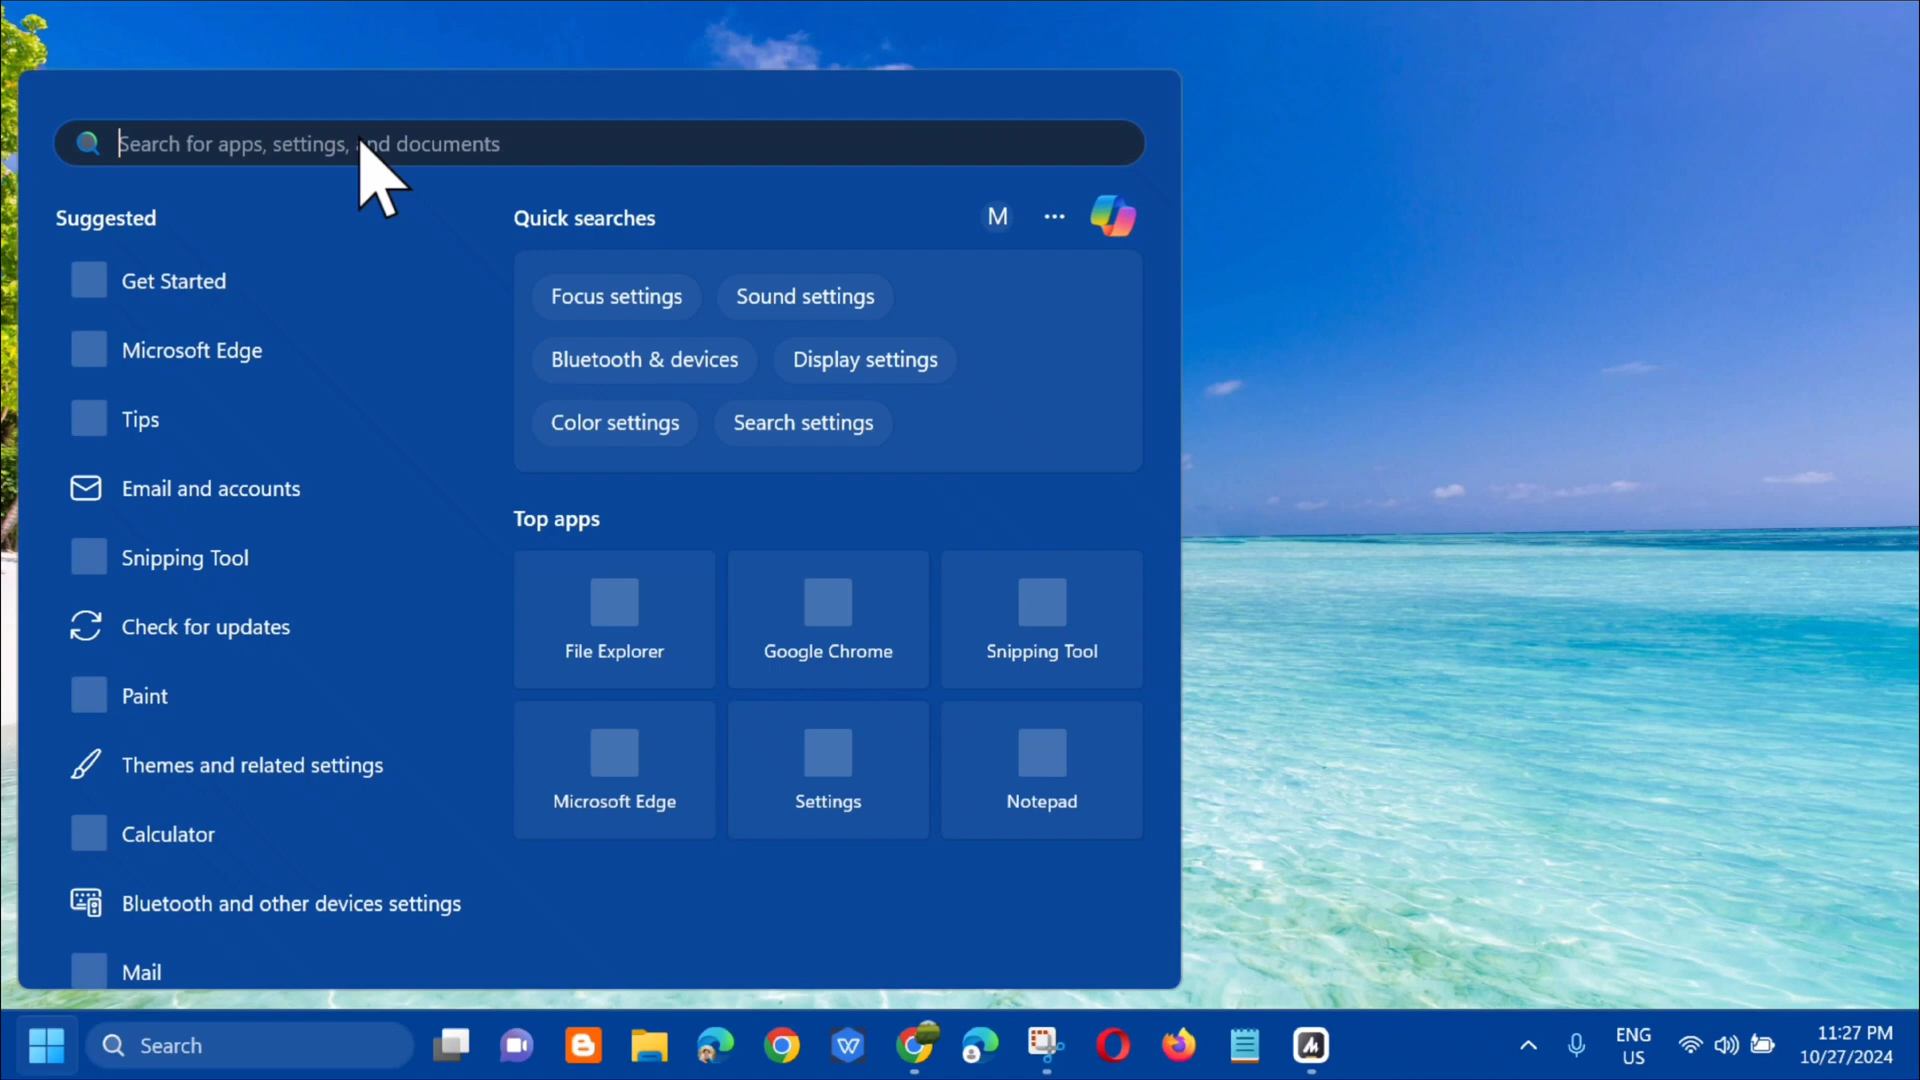 Search for apps, settings, and documents
Suggested
Get Started
Microsoft Edge
Tips
Email and accounts
Snipping Tool
Check for updates
Paint
Themes and related settings
Calculator
Bluetooth and other devices settings
Mail
Quick searches
M
Focus settings
Sound settings
Bluetooth & devices
Display settings
Color settings
Search settings
Top apps
File Explorer
Google Chrome
Snipping Tool
Microsoft Edge
Settings
Notepad
Search
ENG
US
11:27 PM
10/27/2024